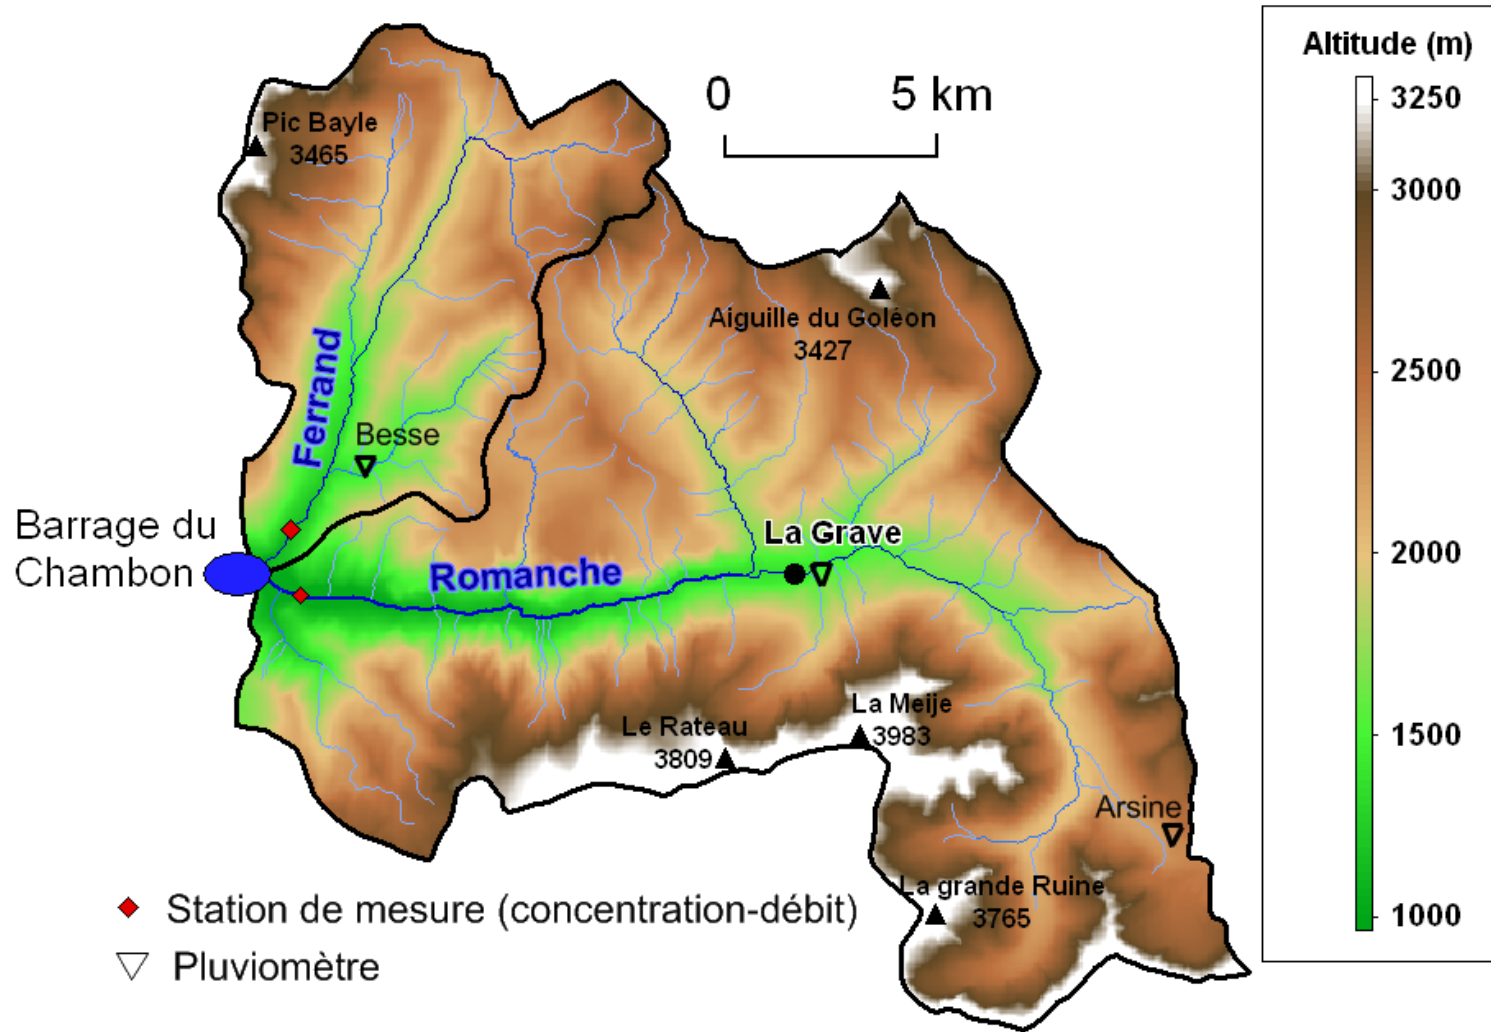 Altitude (m)
3250
3000
2500
2000
1500
1000
0 5 km
Pic Bayle
3465
Aiguille du Goléon
3427
Ferrand
Besse
Barrage du
Chambon
La Grave
Romanche
La Meije
3983
Le Rateau
3809
Arsine
La grande Ruine
3765
Station de mesure (concentration-débit)
Pluviomètre